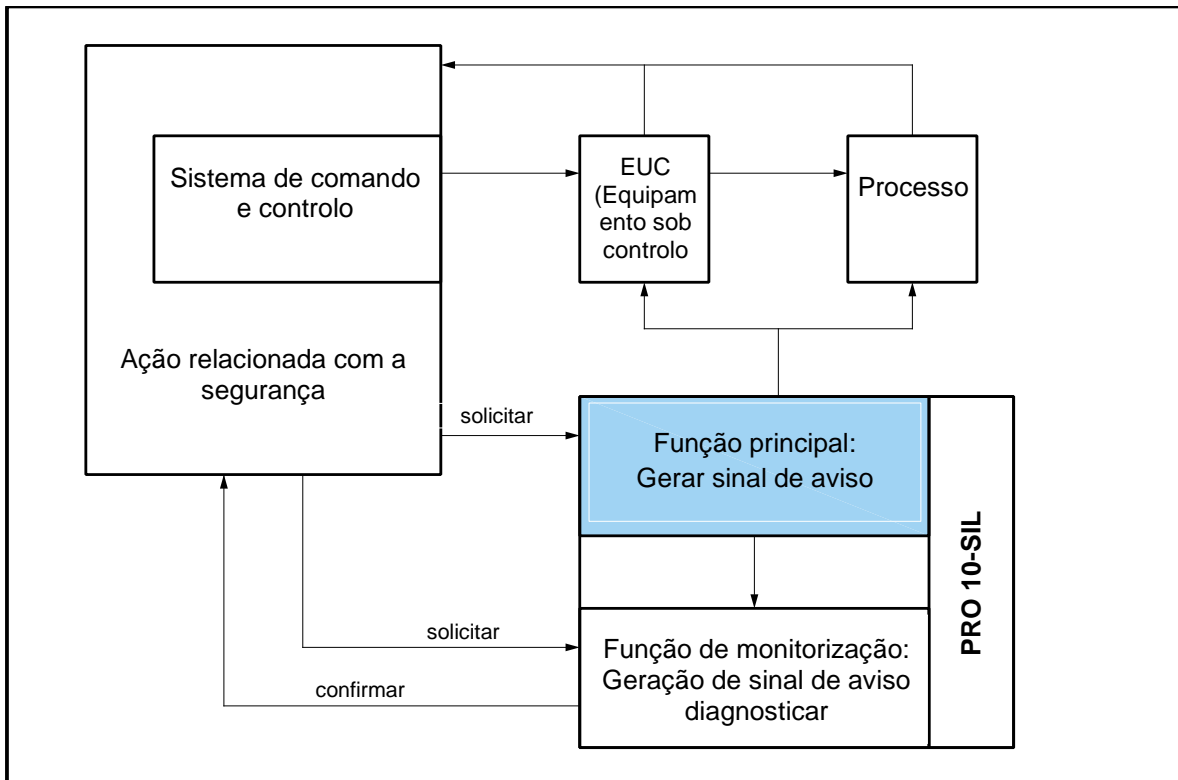 Sistema de comando
e controlo
EUC
(Equipam
ento sob
controlo
Processo
Ação relacionada com a
segurança
solicitar
Função principal:
Gerar sinal de aviso
PRO 10-SIL
solicitar
Função de monitorização:
Geração de sinal de aviso
diagnosticar
confirmar